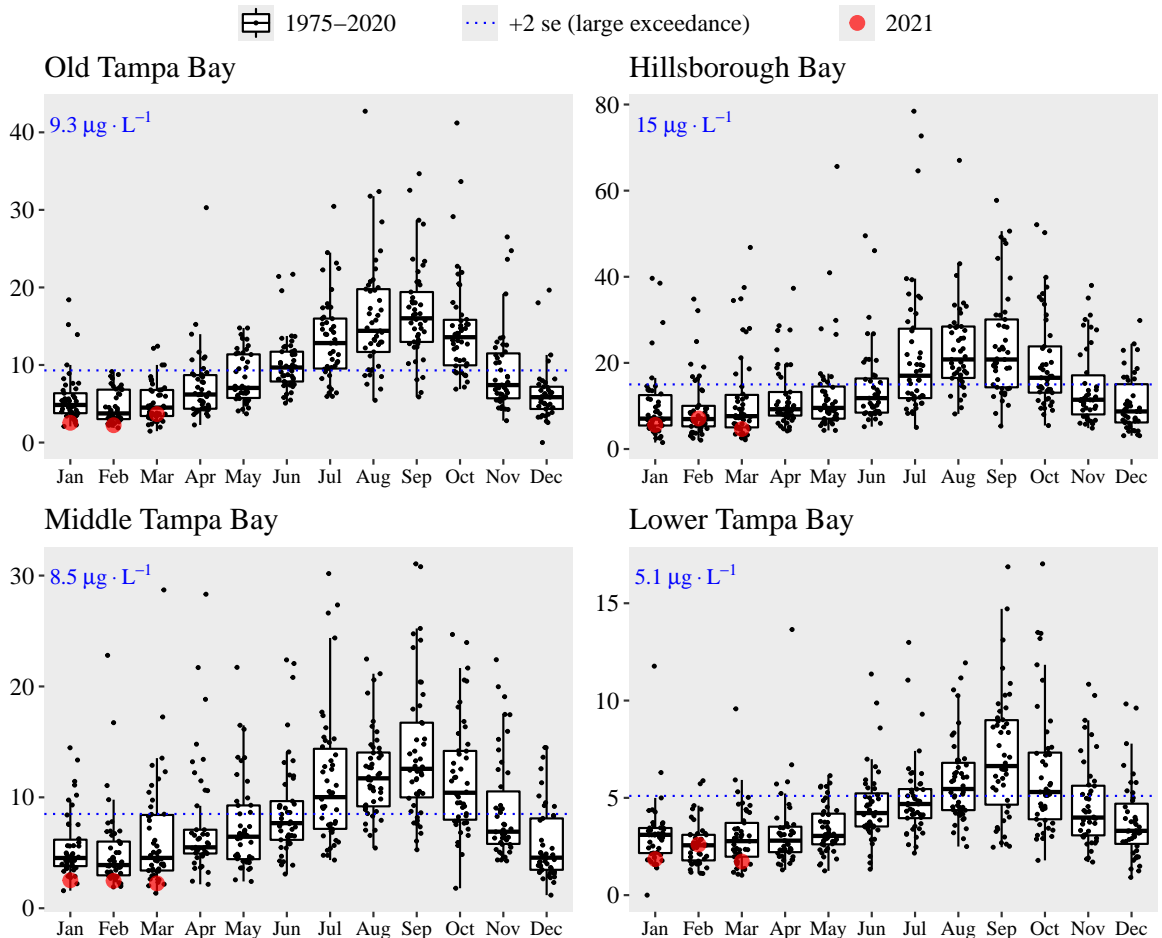 1975–2020 +2 se (large exceedance) 2021
Old Tampa Bay
9.3 μg · L⁻¹
40
30
20
10
0
Jan Feb Mar Apr May Jun Jul Aug Sep Oct Nov Dec
Hillsborough Bay
15 μg · L⁻¹
80
60
40
20
0
Jan Feb Mar Apr May Jun Jul Aug Sep Oct Nov Dec
Middle Tampa Bay
8.5 μg · L⁻¹
30
20
10
0
Jan Feb Mar Apr May Jun Jul Aug Sep Oct Nov Dec
Lower Tampa Bay
5.1 μg · L⁻¹
15
10
5
0
Jan Feb Mar Apr May Jun Jul Aug Sep Oct Nov Dec